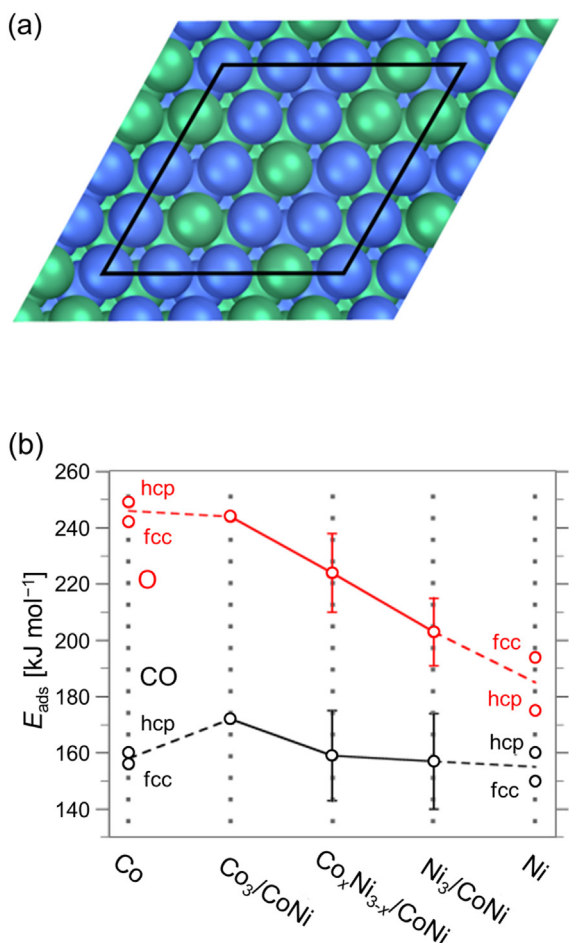 (a)
(b)
260
240
220
200
180
160
140
E_ads [kJ mol⁻¹]
hcp
fcc
O
CO
hcp
fcc
fcc
hcp
hcp
fcc
Co
Co₃/CoNi
CoₓNi₃₋ₓ/CoNi
Ni₃/CoNi
Ni